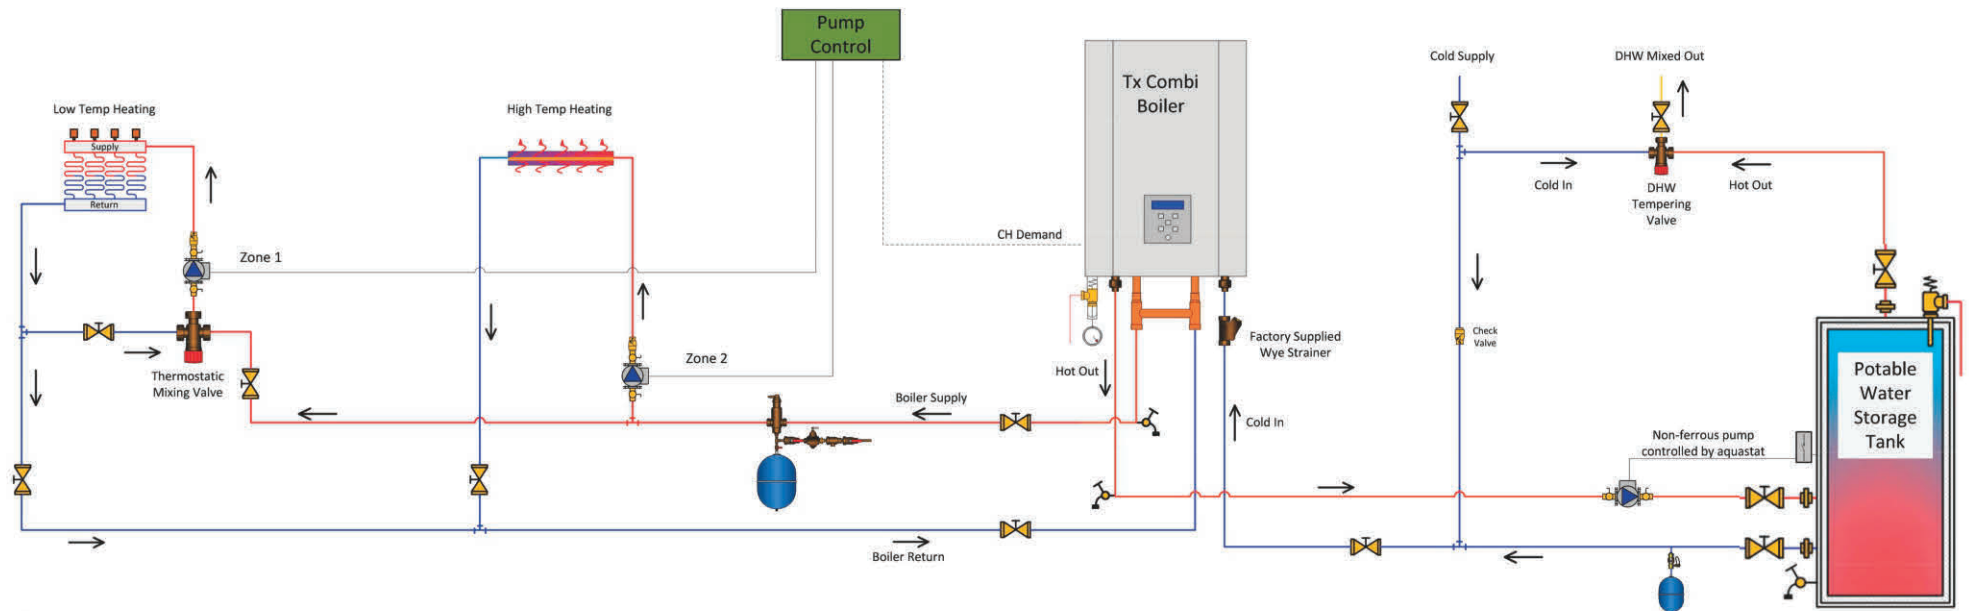 Pump
Control
Low Temp Heating
Supply
Return
High Temp Heating
Tx Combi
Boiler
CH Demand
Cold Supply
DHW Mixed Out
Cold In
DHW
Tempering
Valve
Hot Out
Zone 1
Zone 2
Thermostatic
Mixing Valve
Factory Supplied
Wye Strainer
Check
Valve
Hot Out
Boiler Supply
Cold In
Potable
Water
Storage
Tank
Non-ferrous pump
controlled by aquastat
Boiler Return